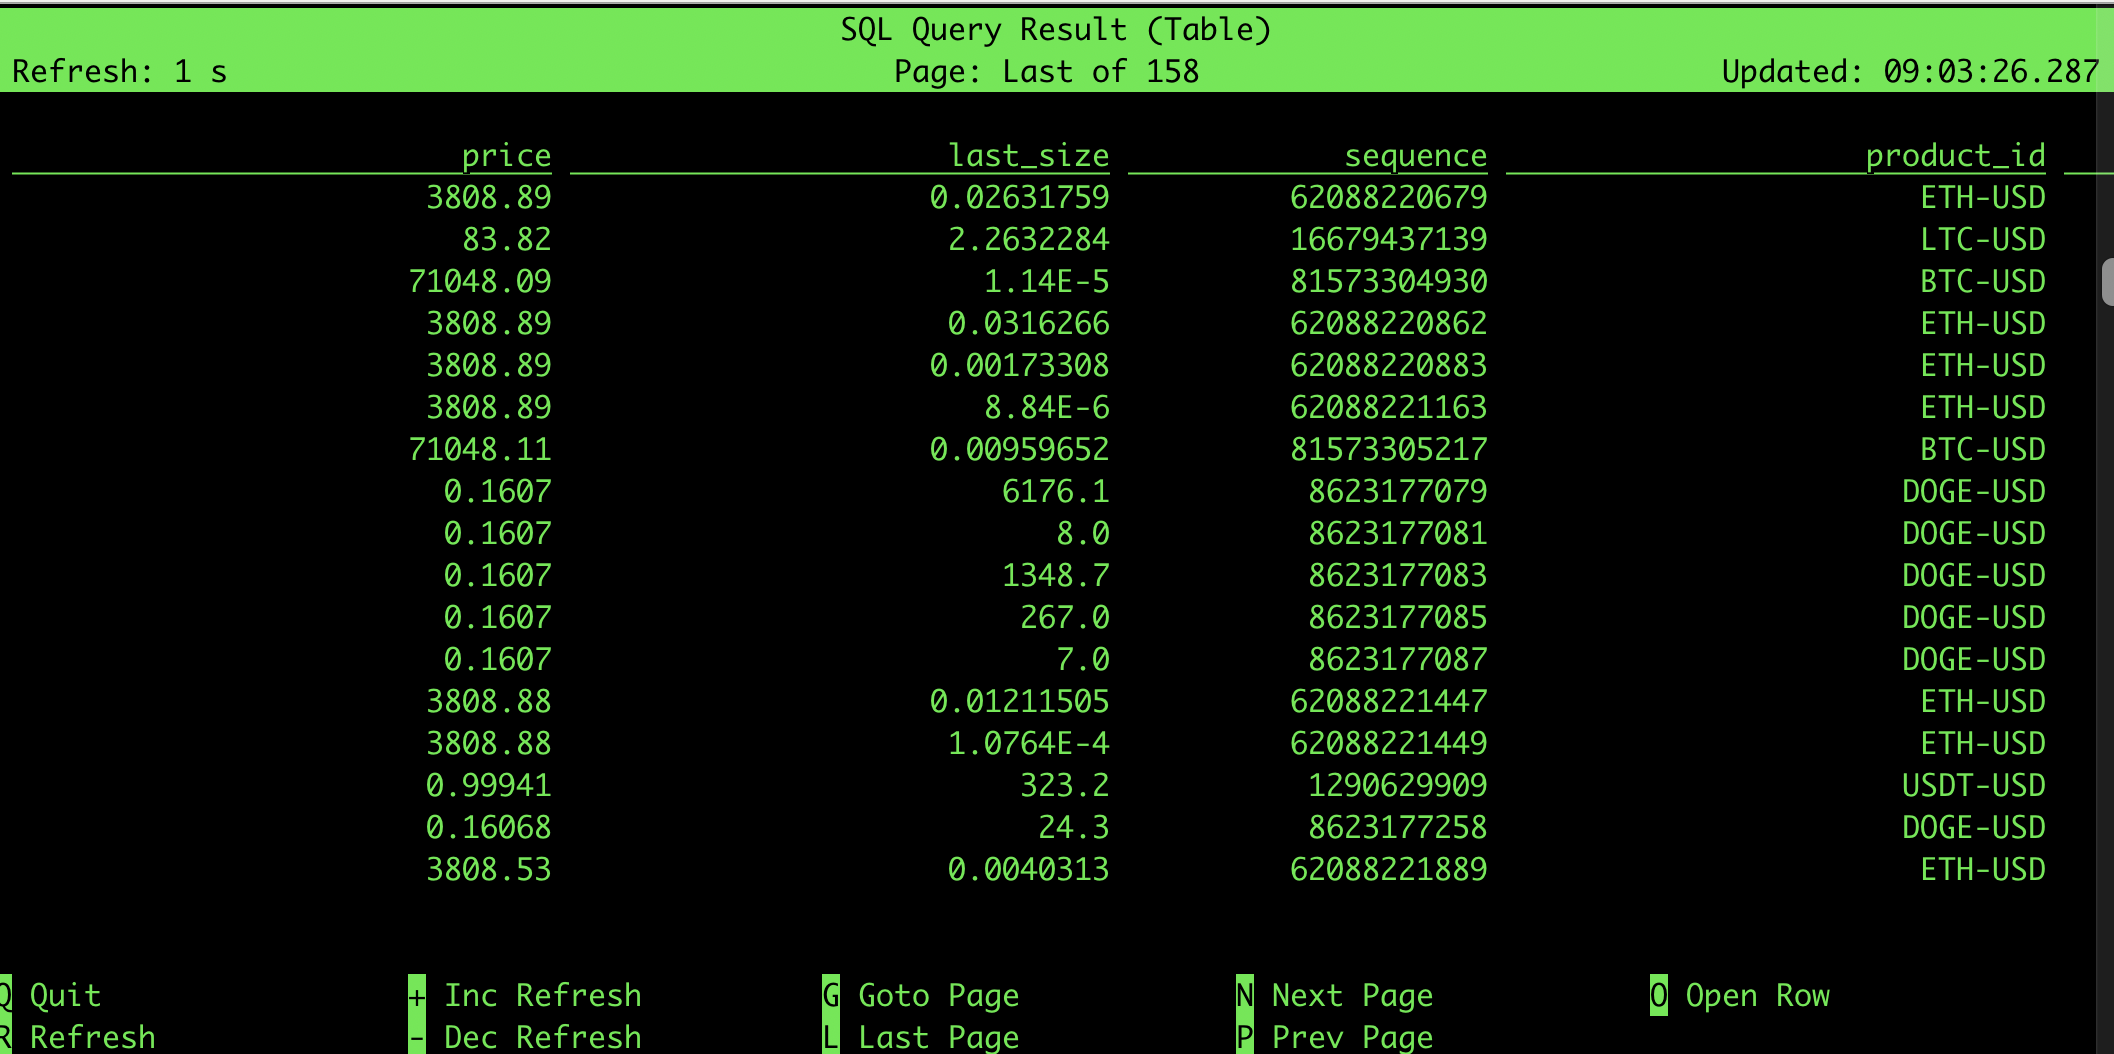 SQL Query Result (Table)
Refresh: 1 s Page: Last of 158 Updated: 09:03:26.287
price last_size sequence product_id
3808.89 0.02631759 62088220679 ETH-USD
83.82 2.2632284 16679437139 LTC-USD
71048.09 1.14E-5 81573304930 BTC-USD
3808.89 0.0316266 62088220862 ETH-USD
3808.89 0.00173308 62088220883 ETH-USD
3808.89 8.84E-6 62088221163 ETH-USD
71048.11 0.00959652 81573305217 BTC-USD
0.1607 6176.1 8623177079 DOGE-USD
0.1607 8.0 8623177081 DOGE-USD
0.1607 1348.7 8623177083 DOGE-USD
0.1607 267.0 8623177085 DOGE-USD
0.1607 7.0 8623177087 DOGE-USD
3808.88 0.01211505 62088221447 ETH-USD
3808.88 1.0764E-4 62088221449 ETH-USD
0.99941 323.2 1290629909 USDT-USD
0.16068 24.3 8623177258 DOGE-USD
3808.53 0.0040313 62088221889 ETH-USD
Q Quit + Inc Refresh G Goto Page N Next Page O Open Row
R Refresh - Dec Refresh L Last Page P Prev Page